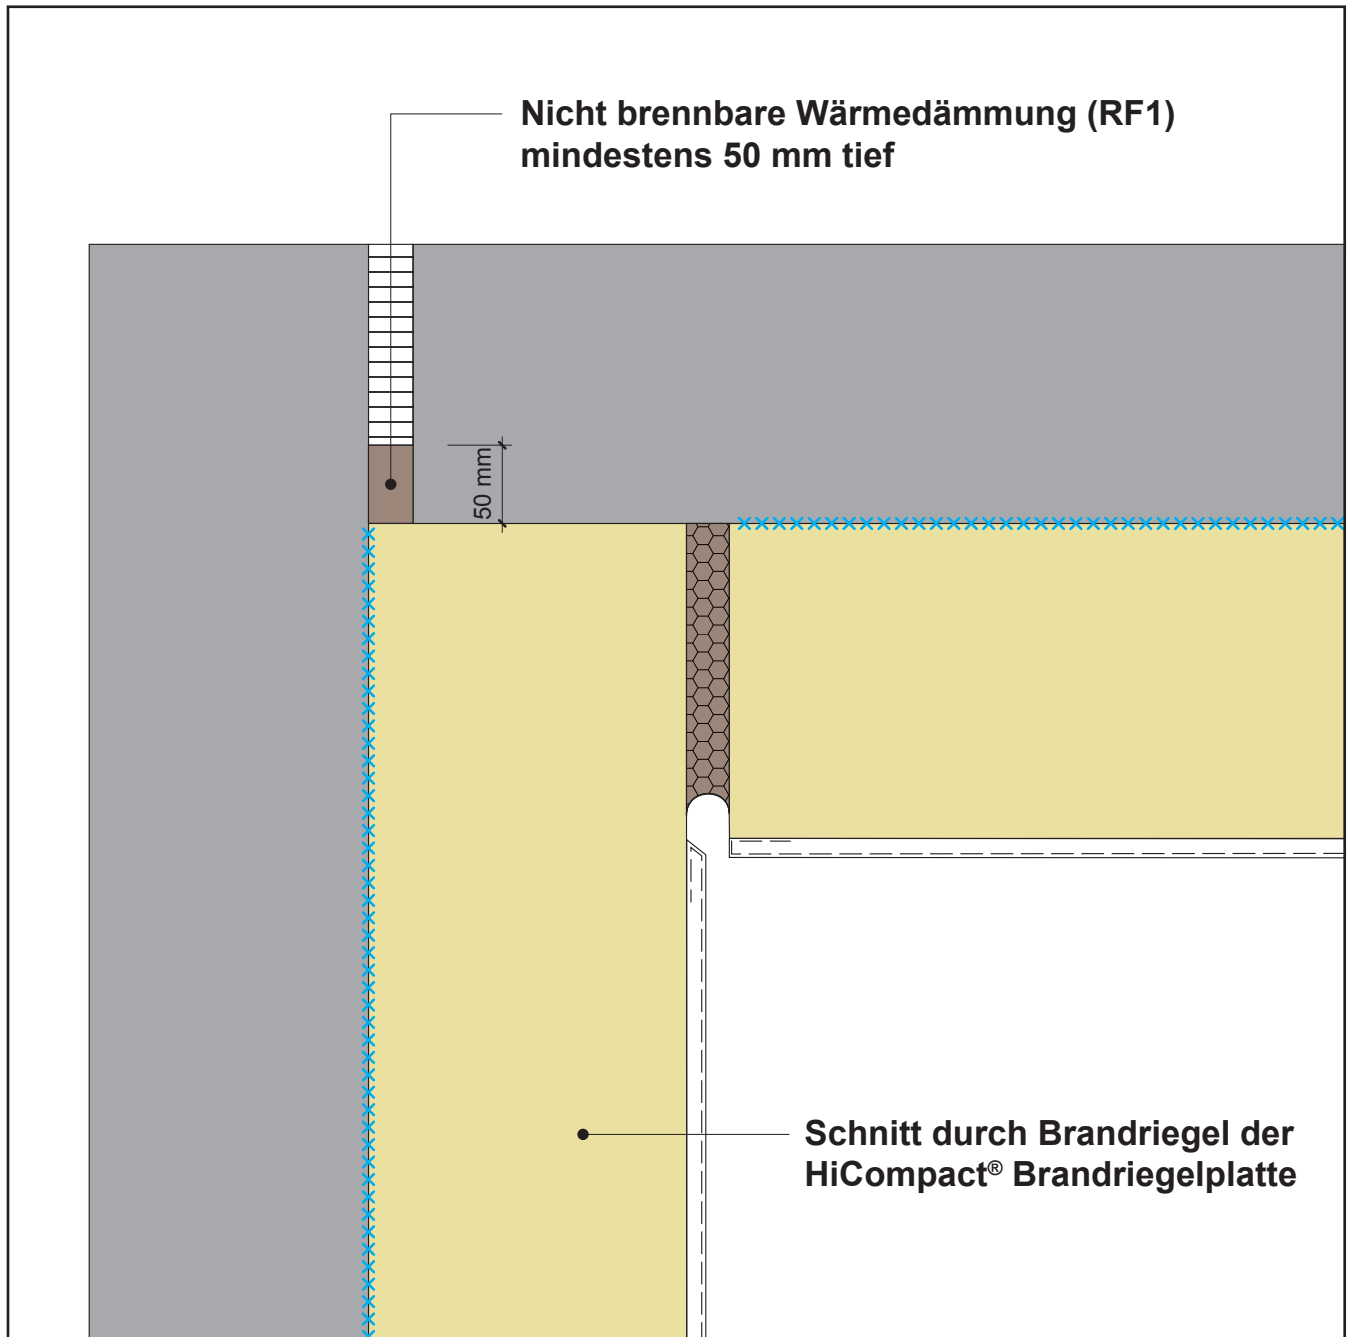 Nicht brennbare Wärmedämmung (RF1)
mindestens 50 mm tief
50 mm
Schnitt durch Brandriegel der
HiCompact® Brandriegelplatte